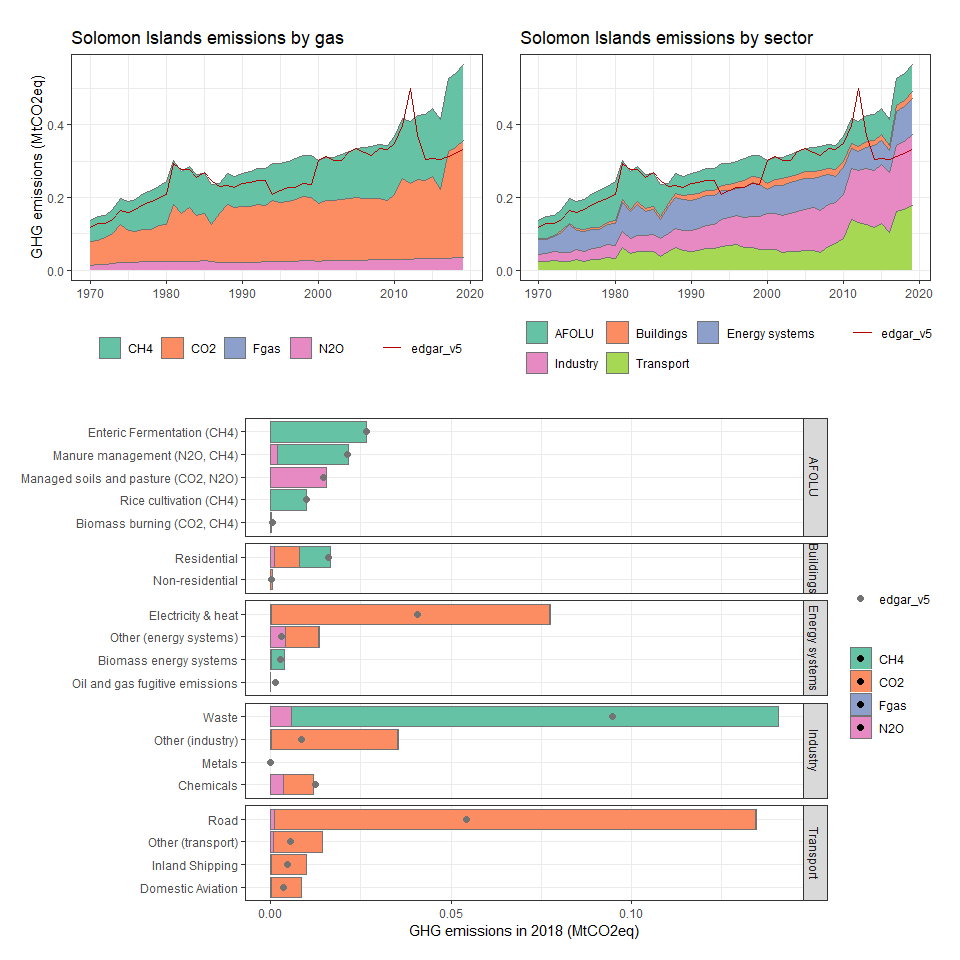 Solomon Islands emissions by gas
GHG emissions (MtCO2eq)
0.4
0.2
0.0
1970 1980 1990 2000 2010 2020
CH4 CO2 Fgas N2O edgar_v5
Solomon Islands emissions by sector
0.4
0.2
0.0
1970 1980 1990 2000 2010 2020
AFOLU Buildings Energy systems edgar_v5
Industry Transport
Enteric Fermentation (CH4)
Manure management (N2O, CH4)
Managed soils and pasture (CO2, N2O)
Rice cultivation (CH4)
Biomass burning (CO2, CH4)
AFOLU
Residential
Non-residential
Buildings
Electricity & heat
Other (energy systems)
Biomass energy systems
Oil and gas fugitive emissions
Energy systems
Waste
Other (industry)
Metals
Chemicals
Industry
Road
Other (transport)
Inland Shipping
Domestic Aviation
Transport
0.00 0.05 0.10
GHG emissions in 2018 (MtCO2eq)
edgar_v5
CH4
CO2
Fgas
N2O